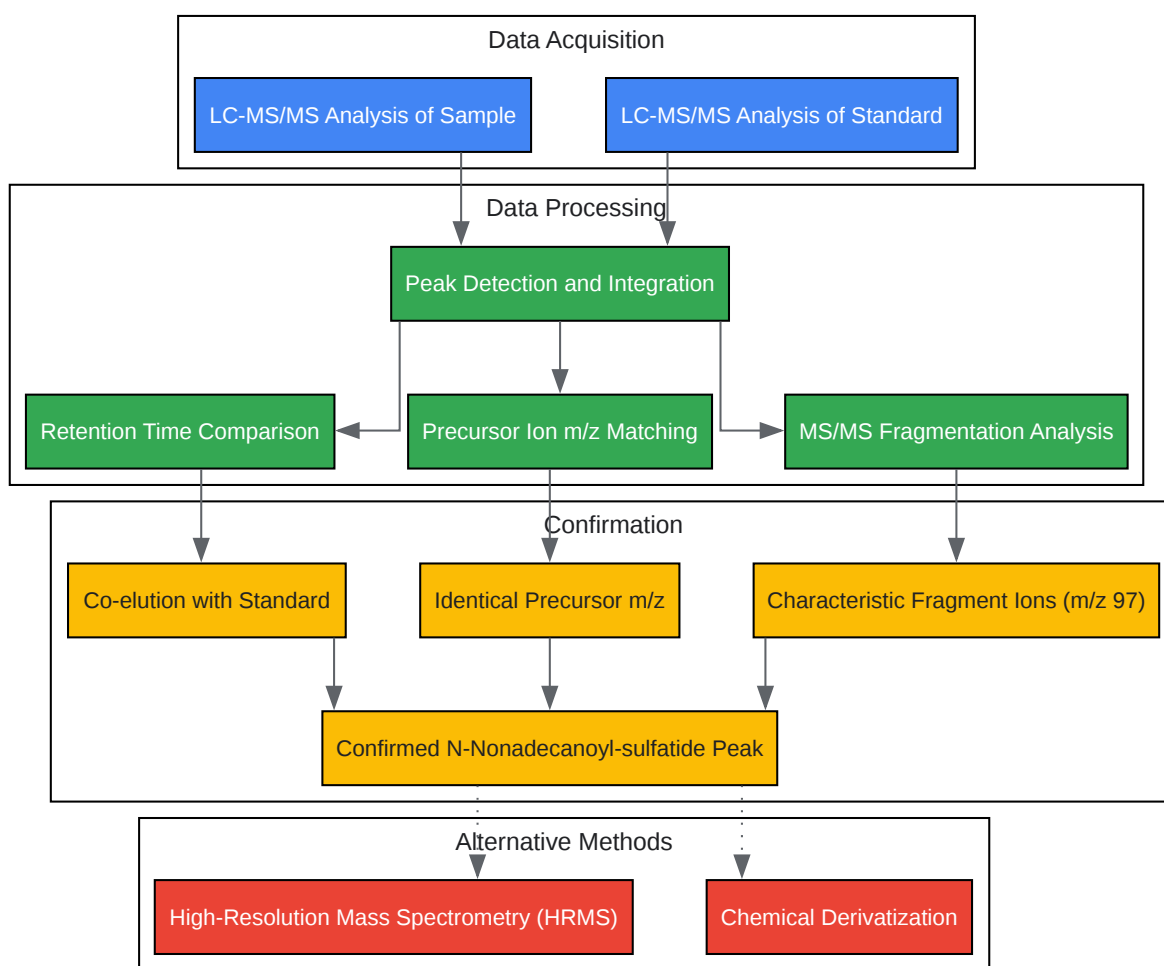 Data Acquisition
LC-MS/MS Analysis of Sample
LC-MS/MS Analysis of Standard
Data Processing
Peak Detection and Integration
Retention Time Comparison
Precursor Ion m/z Matching
MS/MS Fragmentation Analysis
Confirmation
Co-elution with Standard
Identical Precursor m/z
Characteristic Fragment Ions (m/z 97)
Confirmed N-Nonadecanoyl-sulfatide Peak
Alternative Methods
High-Resolution Mass Spectrometry (HRMS)
Chemical Derivatization